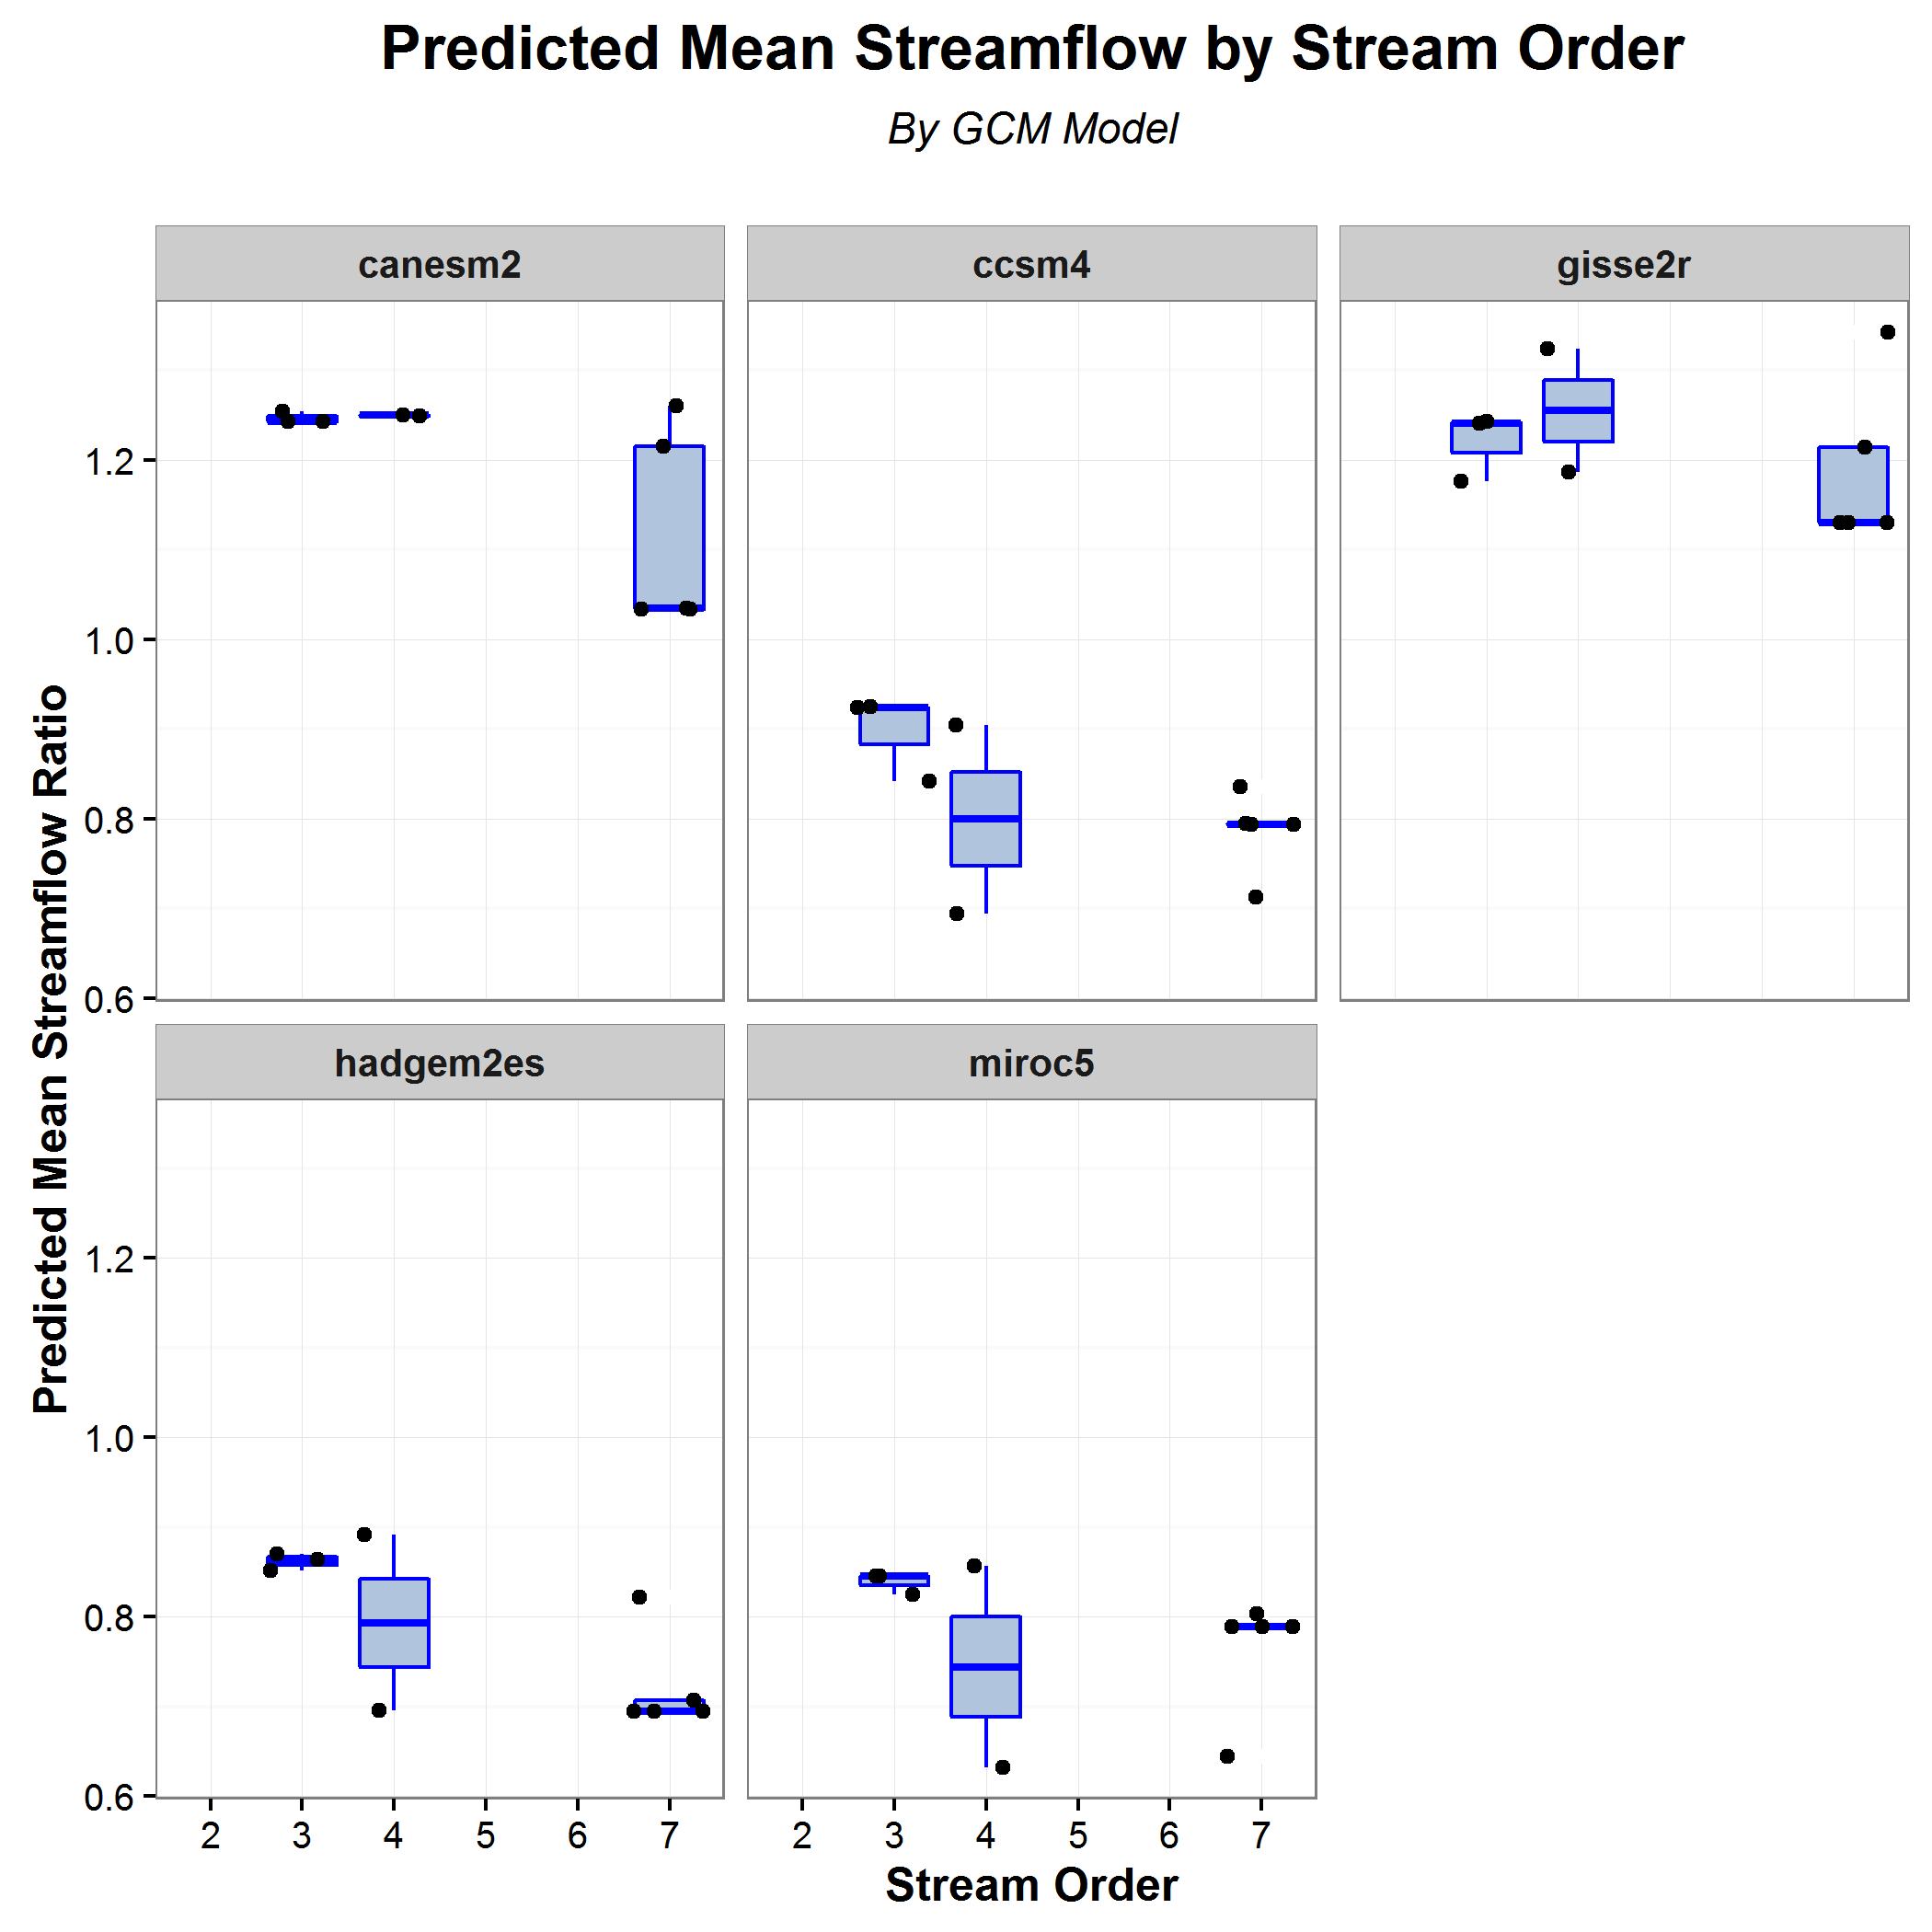 Predicted Mean Streamflow by Stream Order
By GCM Model
canesm2
ccsm4
gisse2r
1.2
1.0
0.8
0.6
Predicted Mean Streamflow Ratio
hadgem2es
miroc5
1.2
1.0
0.8
0.6
2 3 4 5 6 7
2 3 4 5 6 7
Stream Order